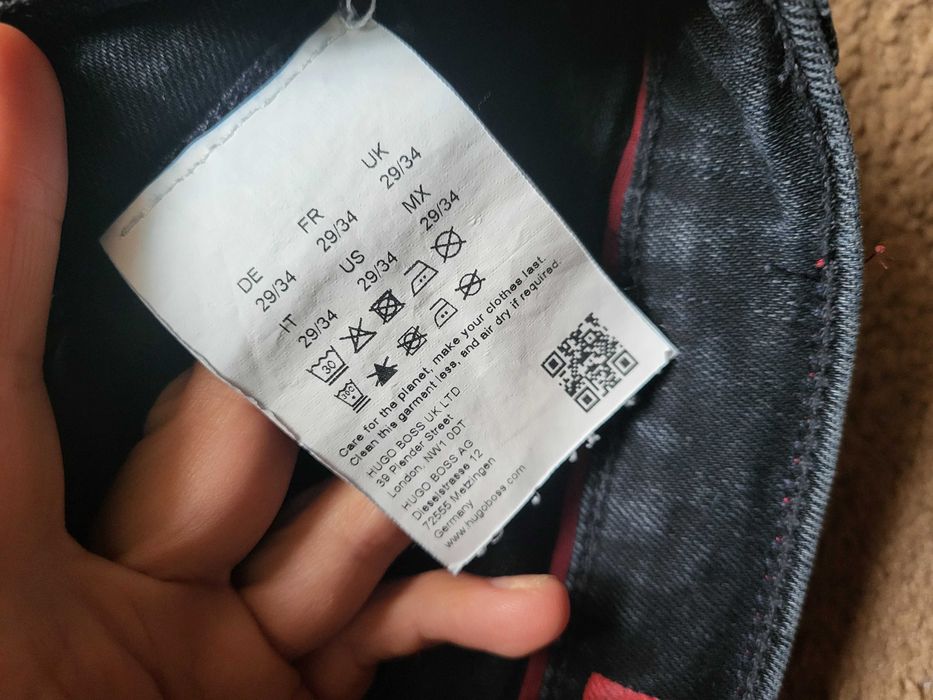 DE FR UK
29/34 29/34 29/34
IT US MX
29/34 29/34 29/34
30
Care for the planet, make your clothes last.
Clean this garment less, and air dry if required.
HUGO BOSS UK LTD
39 Plender Street
London, NW1 0DT
HUGO BOSS AG
Dieselstrasse 12
72555 Metzingen
Germany
www.hugoboss.com